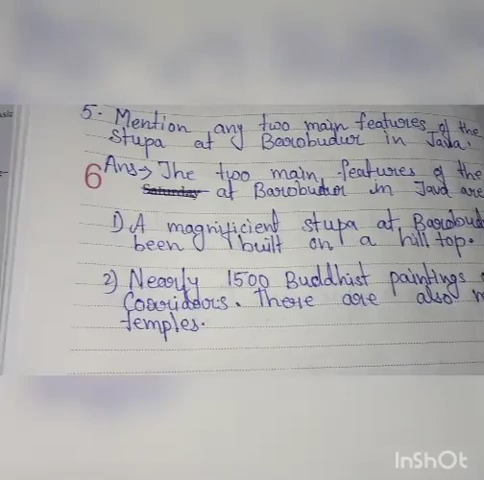 5. Mention any two main features of the
stupa at Barobudur in Java.
6
Ans→ The two main features of the
Saturday at Barobudur in Java are
1) A magnificient stupa at Barobud
been built on a hill top.
2) Nearly 1500 Buddhist paintings
Coariddors. There are also
temples.
InShOt